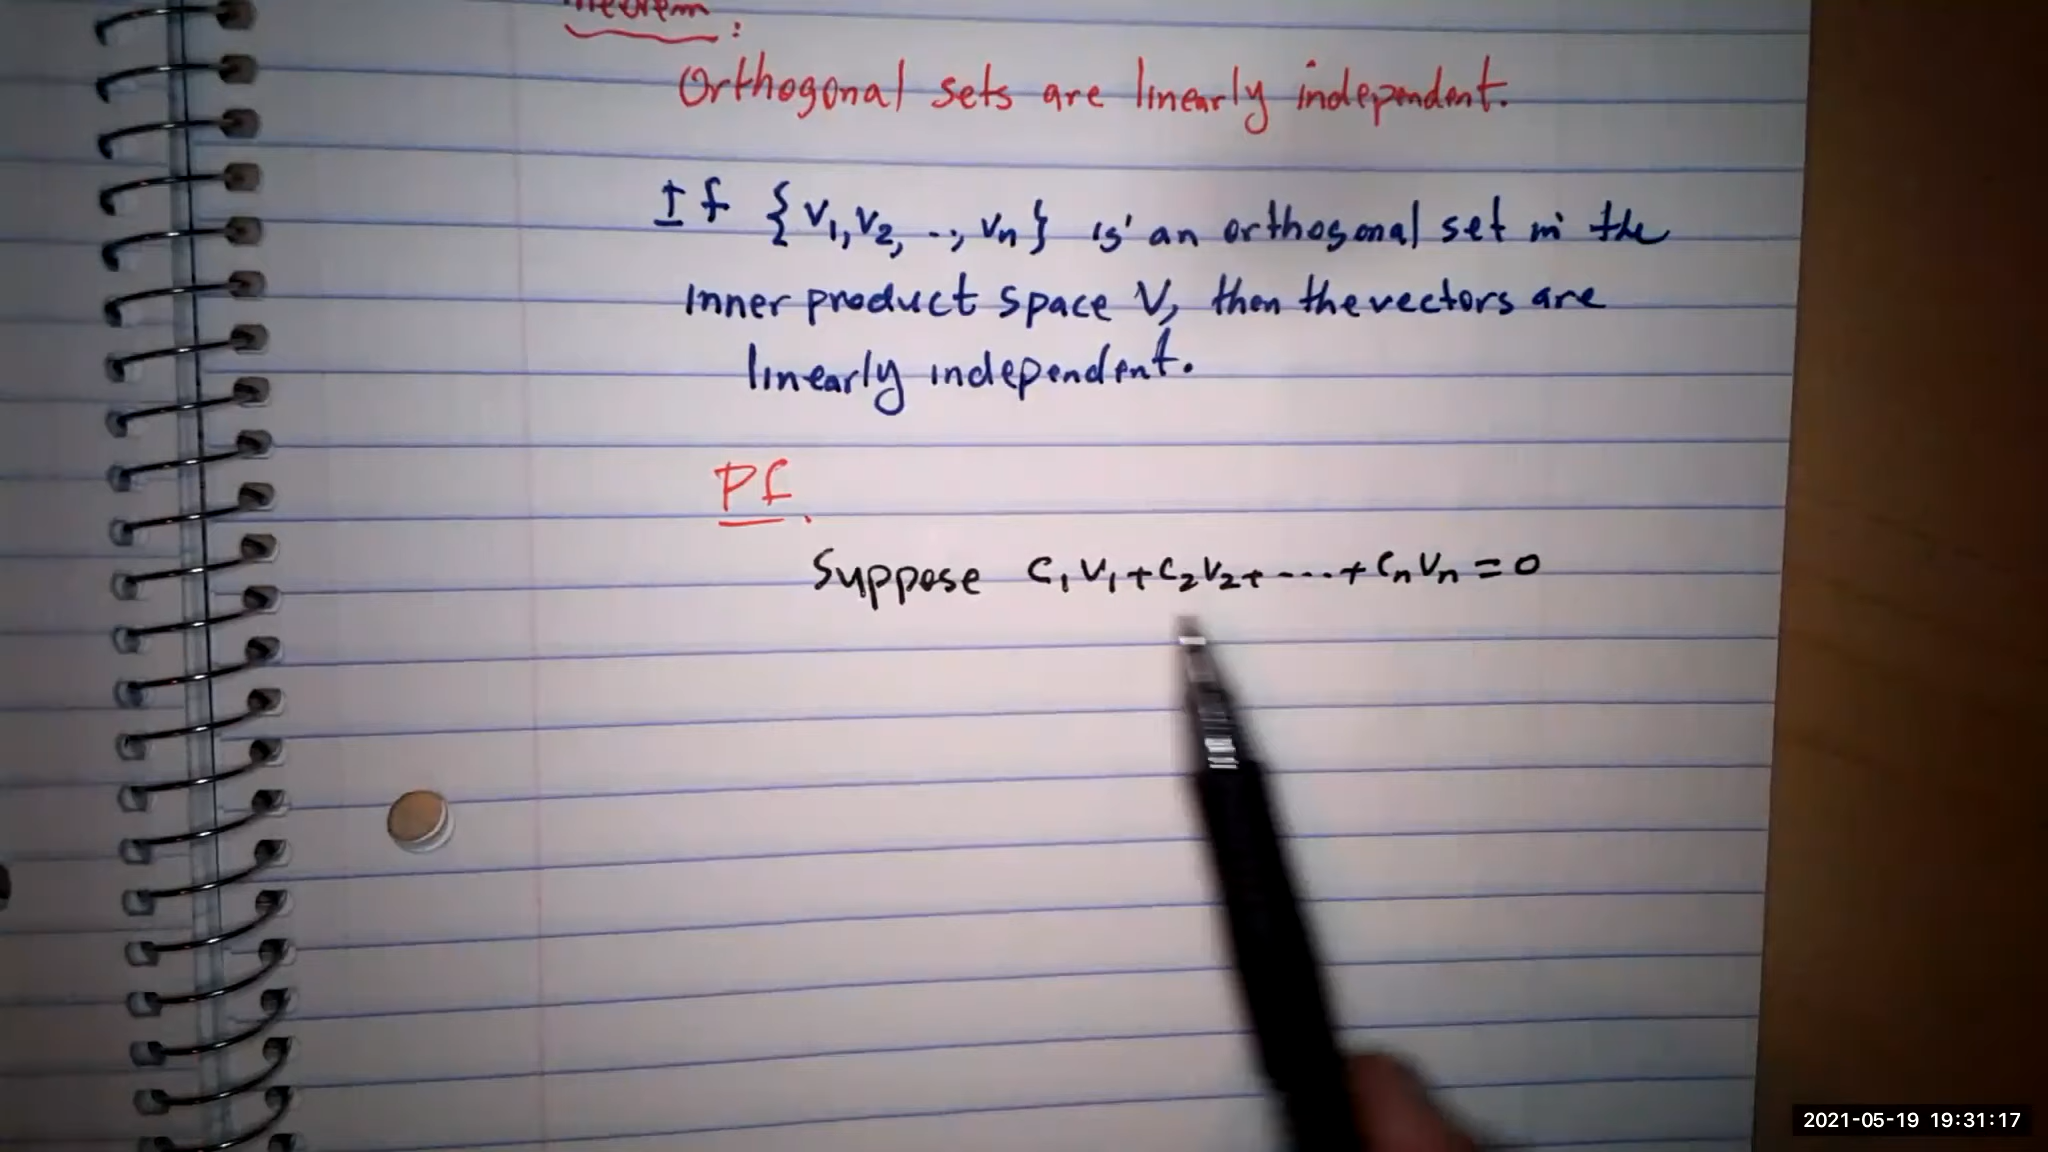 Theorem:
Orthogonal sets are linearly independent.
If {v₁, v₂, .., vₙ} is an orthogonal set in the
inner product space V, then the vectors are
linearly independent.
Pf.
Suppose c₁v₁+c₂v₂+----+cₙvₙ=0
2021-05-19 19:31:17